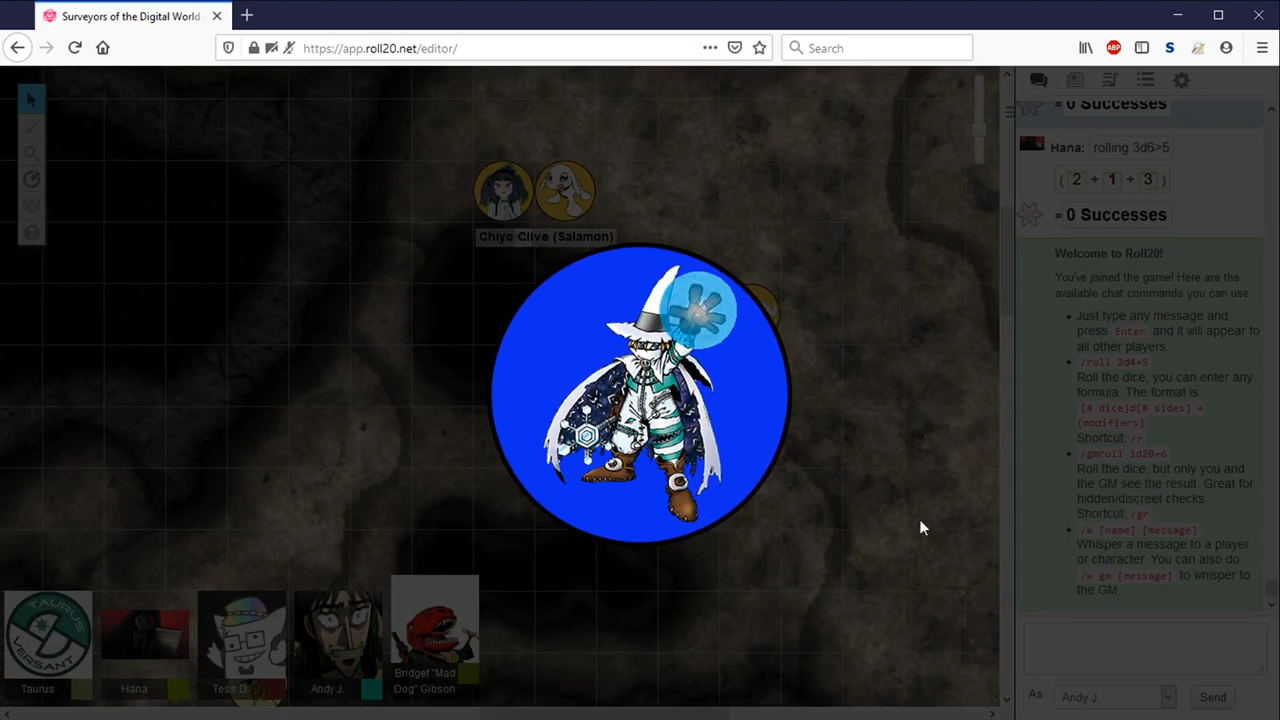 Surveyors of the Digital World
https://app.roll20.net/editor/
Search
ABP
S
= 0 Successes
Hana: rolling 3d6>5
( 2 + 1 + 3 )
= 0 Successes
Welcome to Roll20!
You've joined the game! Here are the
available chat commands you can use.
Just type any message and
press Enter and it will appear to
all other players.
/roll 2d4+5
Roll the dice, you can enter any
formula. The format is.
[# dice]d[# sides] +
[modifiers]
Shortcut: /r
/gmroll 1d20+6
Roll the dice, but only you and
the GM see the result. Great for
hidden/discreet checks.
Shortcut: /gr
/w [name] [message]
Whisper a message to a player
or character. You can also do
/w gm [message] to whisper to
the GM.
As: Andy J.
Send
Chiyo Clive (Salamon)
TAURUS
VERSANT
Taurus
Hana
Tess D.
Andy J.
Bridget "Mad
Dog" Gibson